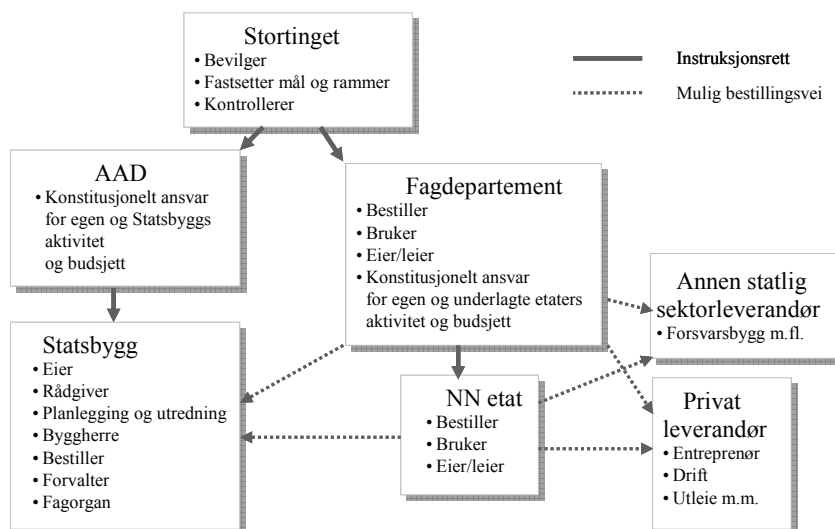 Stortinget
• Bevilger
• Fastsetter mål og rammer
• Kontrollerer
Instruksjonsrett
Mulig bestillingsvei
AAD
• Konstitusjonelt ansvar
for egen og Statsbyggs
aktivitet
og budsjett
Fagdepartement
• Bestiller
• Bruker
• Eier/leier
• Konstitusjonelt ansvar
for egen og underlagte etaters
aktivitet og budsjett
Annen statlig
sektorleverandør
• Forsvarsbygg m.fl.
Statsbygg
• Eier
• Rådgiver
• Planlegging og utredning
• Byggherre
• Bestiller
• Forvalter
• Fagorgan
NN etat
• Bestiller
• Bruker
• Eier/leier
Privat
leverandør
• Entreprenør
• Drift
• Utleie m.m.